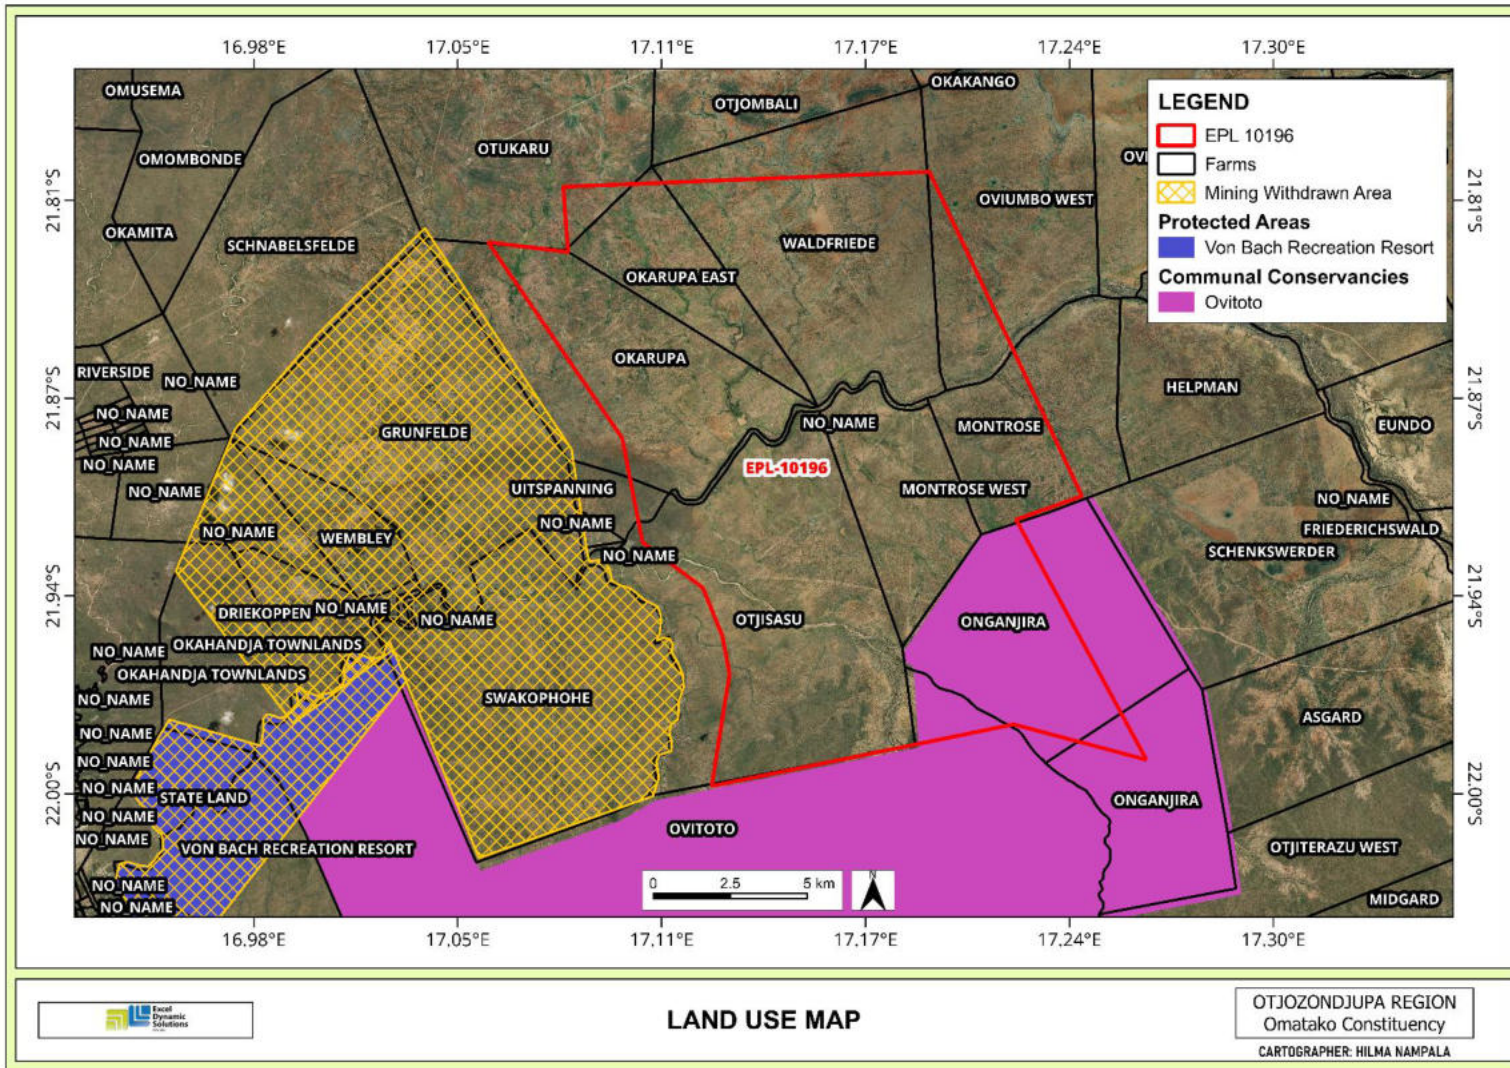 16.98°E 17.05°E 17.11°E 17.17°E 17.24°E 17.30°E
OMUSEMA
OTJOMBALI
OKAKANGO
OTUKARU
OMOMBONDE
OVI
OVIUMBO WEST
OKAMITA
SCHNABELSFELDE
WALDFRIEDE
OKARUPA EAST
OKARUPA
RIVERSIDE
NO_NAME
HELPMAN
NO_NAME
NO_NAME
EUNDO
GRUNFELDE
MONTROSE
NO_NAME
NO_NAME
EPL-10196
NO_NAME
UITSPANNING
MONTROSE WEST
NO_NAME
NO_NAME
NO_NAME
FRIEDERICHSWALD
NO_NAME
WEMBLEY
NO_NAME
SCHENKSWERDER
DRIEKOPPEN
NO_NAME
NO_NAME
OTJISASU
ONGANJIRA
OKAHANDJA TOWNLANDS
NO_NAME
OKAHANDJA TOWNLANDS
NO_NAME
SWAKOPHOHE
ASGARD
NO_NAME
NO_NAME
NO_NAME
STATE LAND
NO_NAME
NO_NAME
ONGANJIRA
OVITOTO
VON BACH RECREATION RESORT
OTJITERAZU WEST
NO_NAME
NO_NAME
MIDGARD
21.81°S
21.87°S
21.94°S
22.00°S
21.81°S
21.87°S
21.94°S
22.00°S
LEGEND
EPL 10196
Farms
Mining Withdrawn Area
Protected Areas
Von Bach Recreation Resort
Communal Conservancies
Ovitoto
0 2.5 5 km
N
16.98°E 17.05°E 17.11°E 17.17°E 17.24°E 17.30°E
Excel
Dynamic
Solutions
LAND USE MAP
OTJOZONDJUPA REGION
Omatako Constituency
CARTOGRAPHER: HILMA NAMPALA